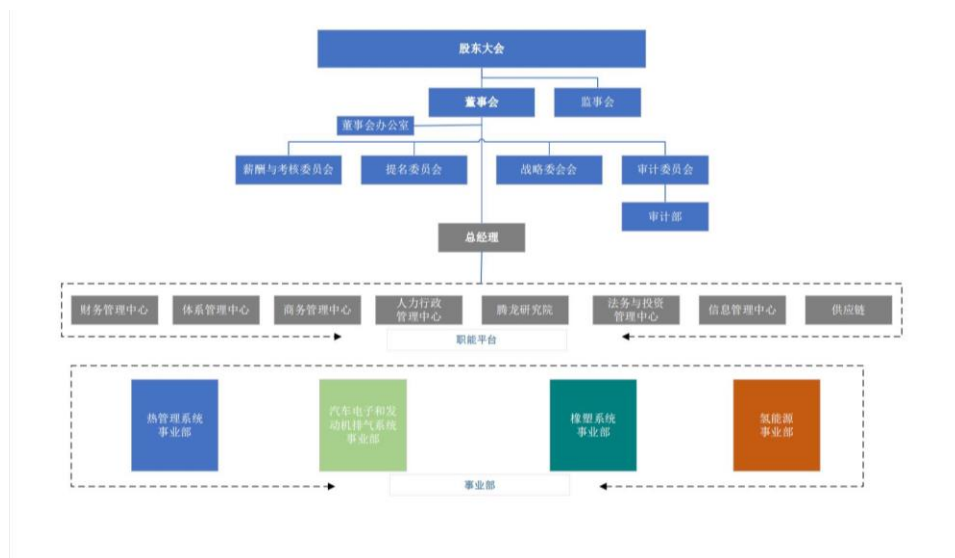 股东大会
董事会
监事会
董事会办公室
薪酬与考核委员会
提名委员会
战略委会会
审计委员会
审计部
总经理
财务管理中心
体系管理中心
商务管理中心
人力行政
管理中心
腾龙研究院
法务与投资
管理中心
信息管理中心
供应链
职能平台
热管理系统
事业部
汽车电子和发
动机排气系统
事业部
橡塑系统
事业部
氢能源
事业部
事业部